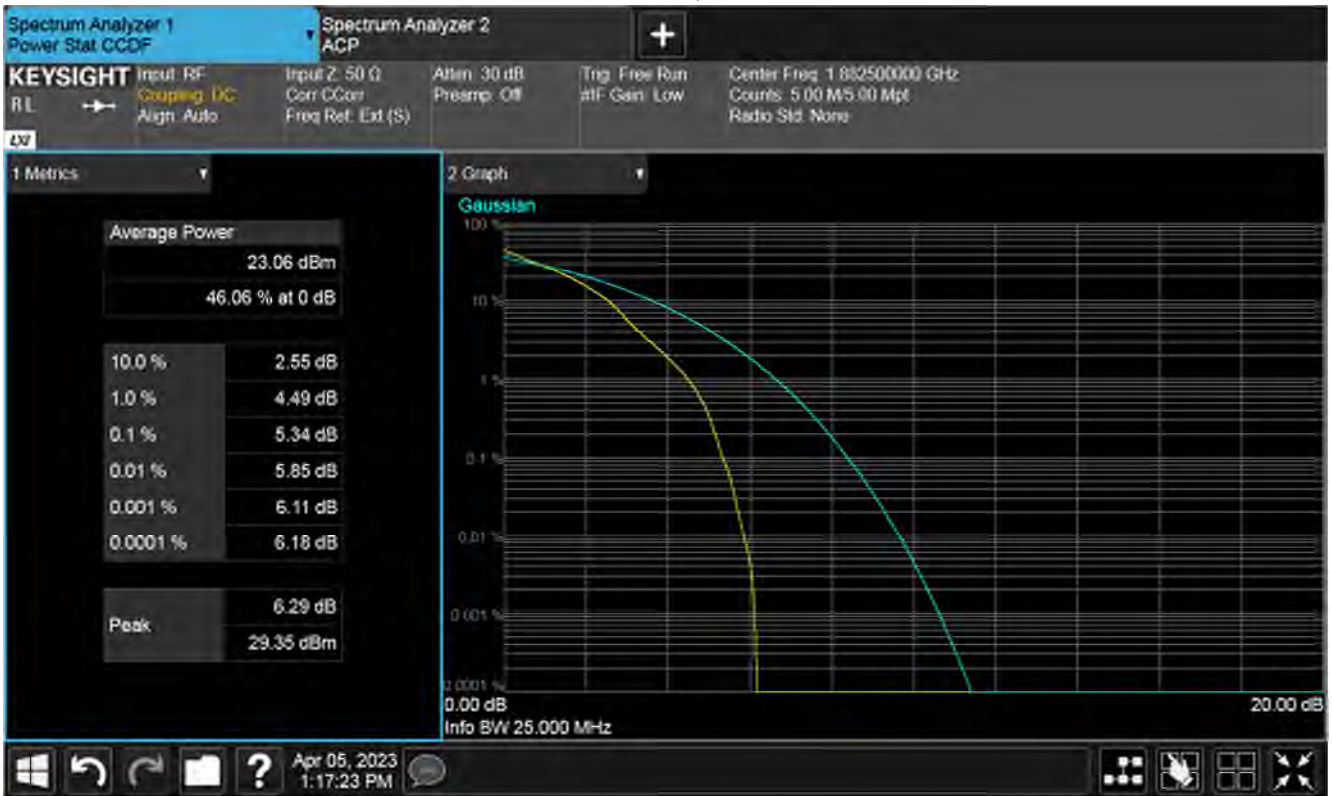 Spectrum Analyzer 1
Power Stat CCDF
Spectrum Analyzer 2
ACP
+
KEYSIGHT
RL
Input: RF
Coupling: DC
Align: Auto
Input Z: 50 Ω
Corr CCorr
Freq Ref: Ext (S)
Atten: 30 dB
Preamp: Off
Trig: Free Run
#IF Gain: Low
Center Freq: 1.882500000 GHz
Counts: 5.00 M/5.00 Mpt
Radio Std: None
1 Metrics
Average Power
23.06 dBm
46.06 % at 0 dB
10.0 % 2.55 dB
1.0 % 4.49 dB
0.1 % 5.34 dB
0.01 % 5.85 dB
0.001 % 6.11 dB
0.0001 % 6.18 dB
Peak
6.29 dB
29.35 dBm
2 Graph
Gaussian
100 %
10 %
1 %
0.1 %
0.01 %
0.001 %
0.0001 %
0.00 dB
20.00 dB
Info BW 25.000 MHz
?
Apr 05, 2023
1:17:23 PM